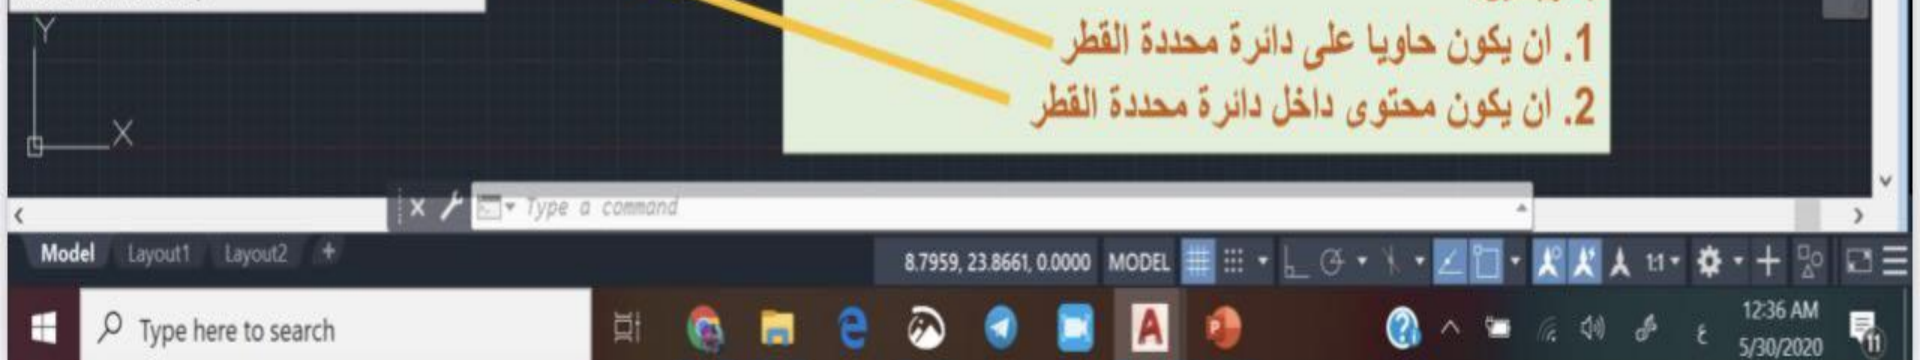 Y
1. ان يكون حاويا على دائرة محددة القطر
2. ان يكون محتوى داخل دائرة محددة القطر
X
Type a command
Model Layout1 Layout2 +
8.7959, 23.8661, 0.0000 MODEL 1:1
Type here to search
ع
12:36 AM
5/30/2020
11